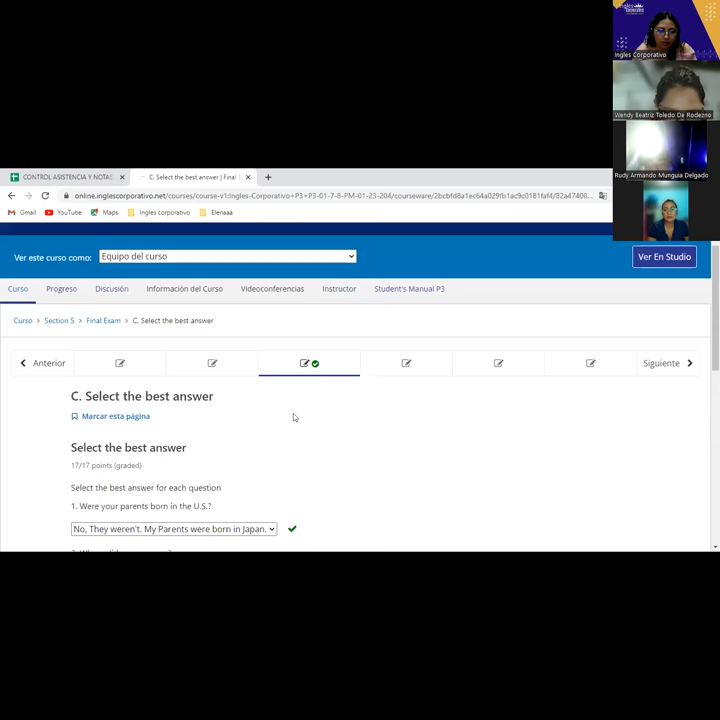 Ingles Corporativo
Wendy Beatriz Toledo De Rodezno
Rudy Armando Munguia Delgado
CONTROL ASISTENCIA Y NOTAS
C. Select the best answer | Final
online.inglescorporativo.net/courses/course-v1:Ingles-Corporativo+P3+P3-01-7-8-PM-01-23-204/courseware/2bcbfd8a1ec64a029fb1ac9c0181faf4/82a47408...
Gmail YouTube Maps Ingles corporativo Elenaaa
Ver este curso como: Equipo del curso Ver En Studio
Curso Progreso Discusión Información del Curso Videoconferencias Instructor Student's Manual P3
Curso > Section 5 > Final Exam > C. Select the best answer
Anterior Siguiente
C. Select the best answer
Marcar esta página
Select the best answer
17/17 points (graded)
Select the best answer for each question
1. Were your parents born in the U.S.?
No, They weren't. My Parents were born in Japan.